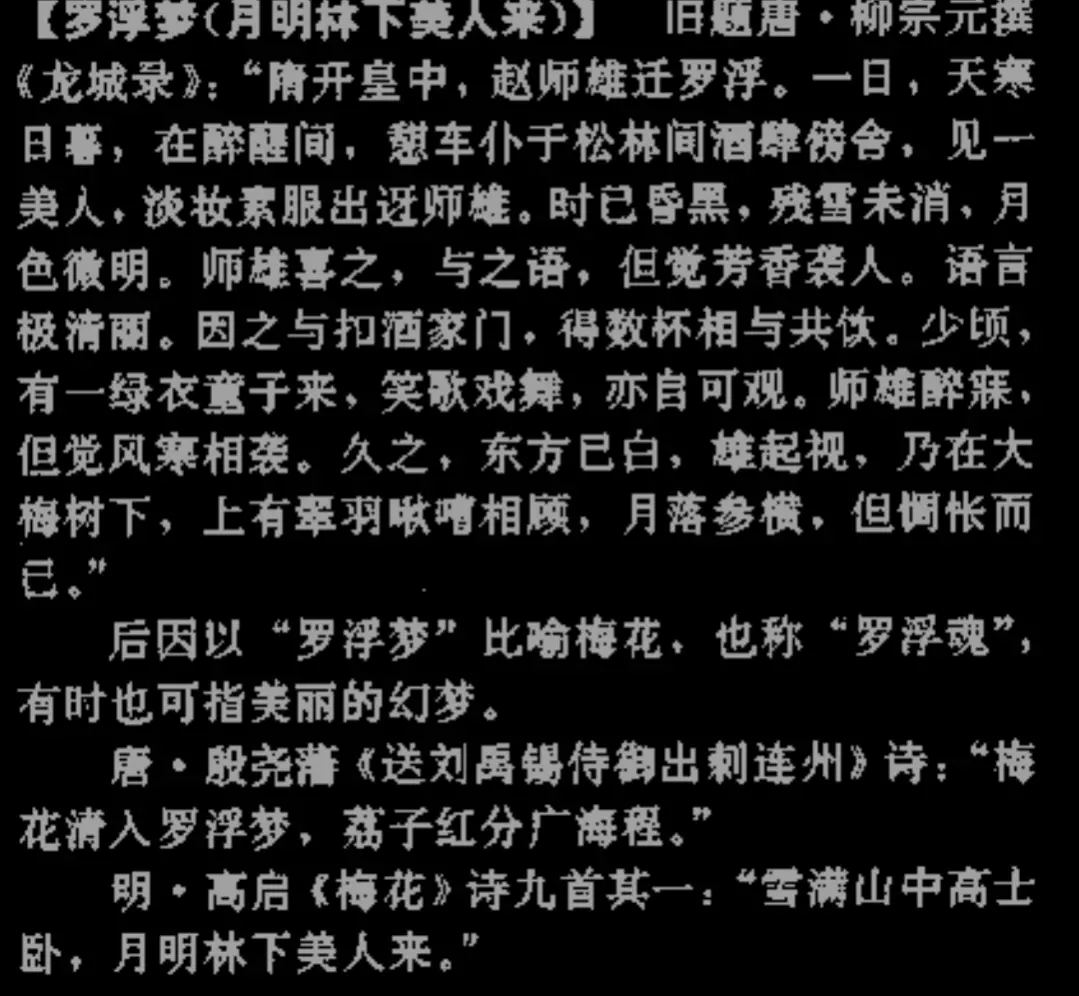 【罗浮梦(月明林下美人来)】 旧题唐·柳宗元撰
《龙城录》：“隋开皇中，赵师雄迁罗浮。一日，天寒
日暮，在醉醒间，憩车仆于松林间酒肆傍舍，见一
美人，淡妆素服出迓师雄。时已昏黑，残雪未消，月
色微明。师雄喜之，与之语，但觉芳香袭人。语言
极清丽。因之与扣酒家门，得数杯相与共饮。少顷，
有一绿衣童子来，笑歌戏舞，亦自可观。师雄醉寐，
但觉风寒相袭。久之，东方已白，雄起视，乃在大
梅树下，上有翠羽啾嘈相顾，月落参横，但惆怅而
已。”
后因以“罗浮梦”比喻梅花，也称“罗浮魂”，
有时也可指美丽的幻梦。
唐·殷尧藩《送刘禹锡侍御出刺连州》诗：“梅
花清入罗浮梦，荔子红分广海程。”
明·高启《梅花》诗九首其一：“雪满山中高士
卧，月明林下美人来。”